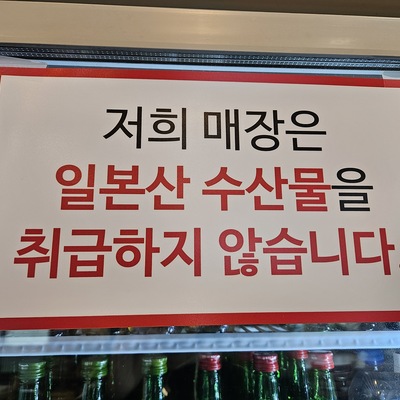 저희 매장은
일본산 수산물을
취급하지 않습니다.